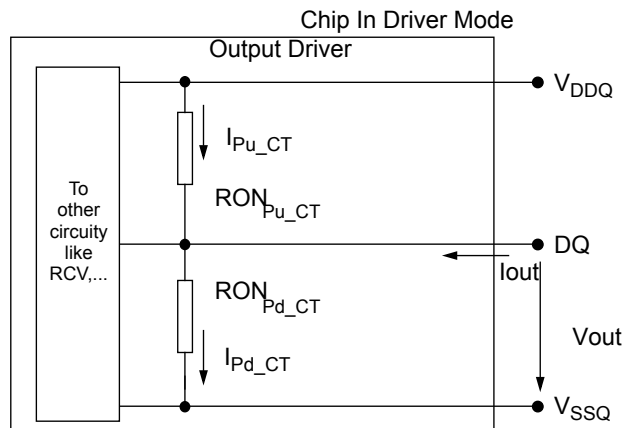 Chip In Driver Mode
Output Driver
VDDQ
IPu_CT
To
other
circuity
like
RCV,...
RONPu_CT
DQ
Iout
RONPd_CT
Vout
IPd_CT
VSSQ